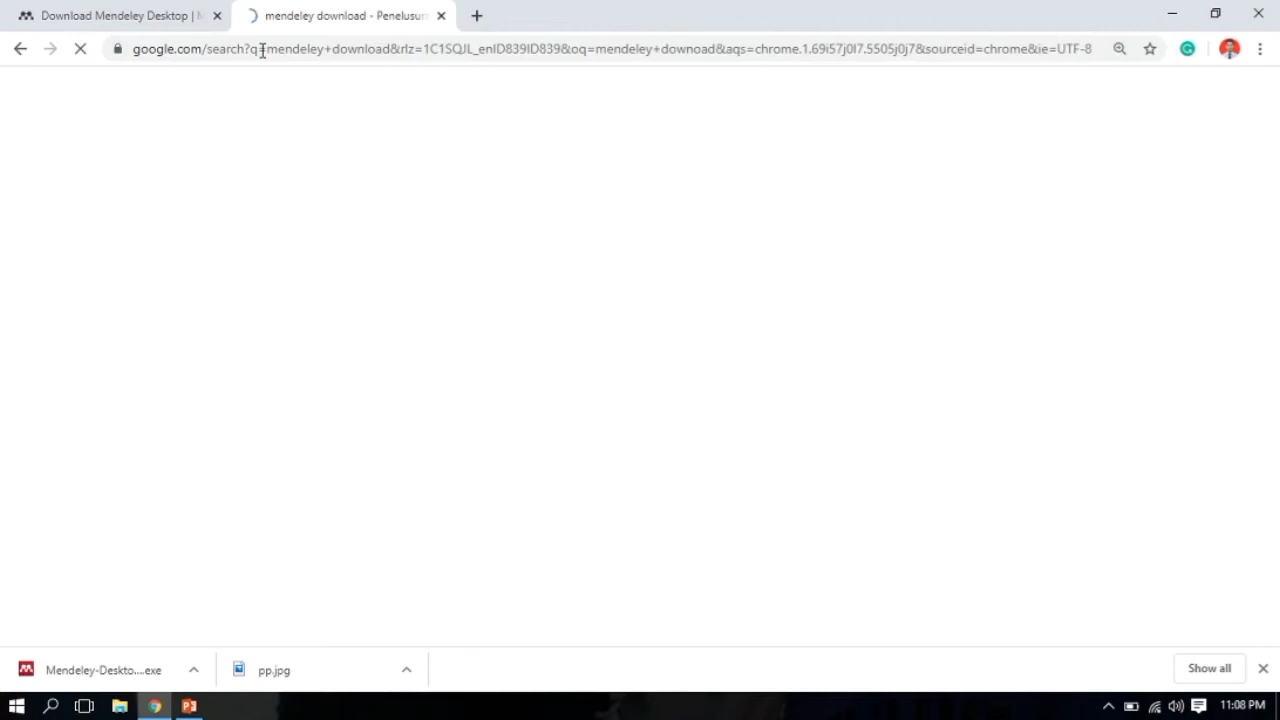 Download Mendeley Desktop | M
mendeley download - Penelusur
google.com/search?q=mendeley+download&rlz=1C1SQJL_enID839ID839&oq=mendeley+downoad&aqs=chrome.1.69i57j0l7.5505j0j7&sourceid=chrome&ie=UTF-8
Mendeley-Deskto....exe
pp.jpg
Show all
11:08 PM